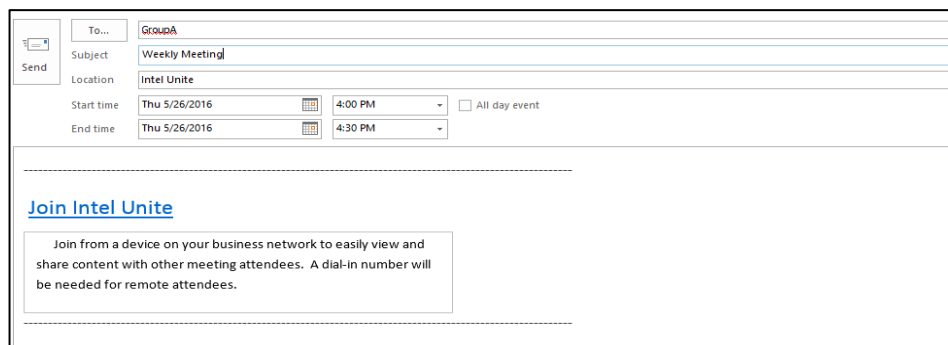 To...
GroupA
Send
Subject
Weekly Meeting
Location
Intel Unite
Start time
Thu 5/26/2016
4:00 PM
All day event
End time
Thu 5/26/2016
4:30 PM
Join Intel Unite
Join from a device on your business network to easily view and
share content with other meeting attendees. A dial-in number will
be needed for remote attendees.